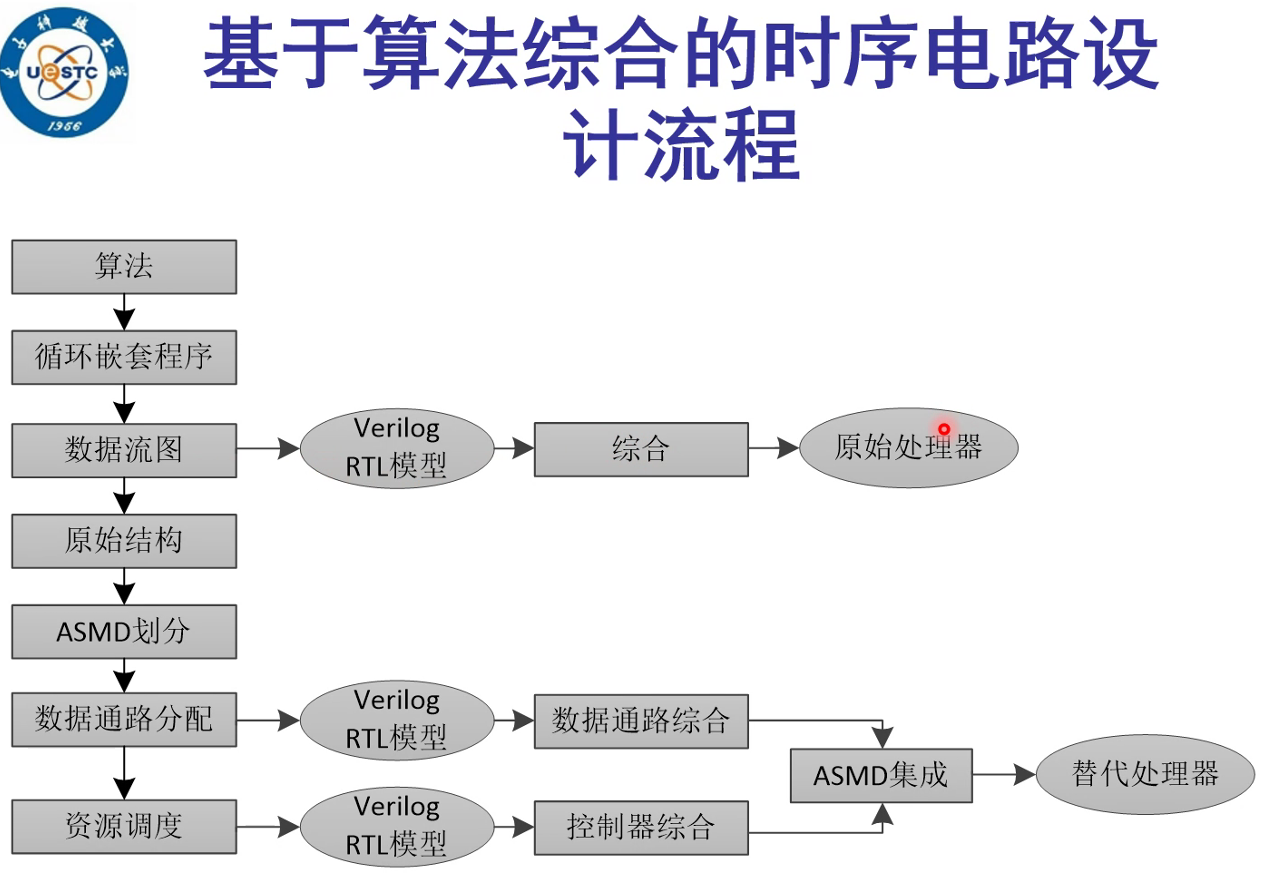 基于算法综合的时序电路设
计流程
UeSTC
1956
算法
循环嵌套程序
数据流图
Verilog
RTL模型
综合
原始处理器
原始结构
ASMD划分
数据通路分配
Verilog
RTL模型
数据通路综合
ASMD集成
替代处理器
资源调度
Verilog
RTL模型
控制器综合